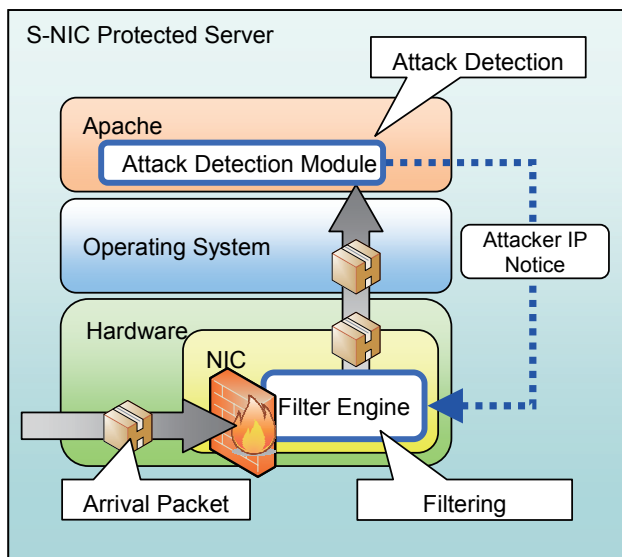 S-NIC Protected Server
Attack Detection
Apache
Attack Detection Module
Operating System
Attacker IP
Notice
Hardware
NIC
Filter Engine
Arrival Packet
Filtering